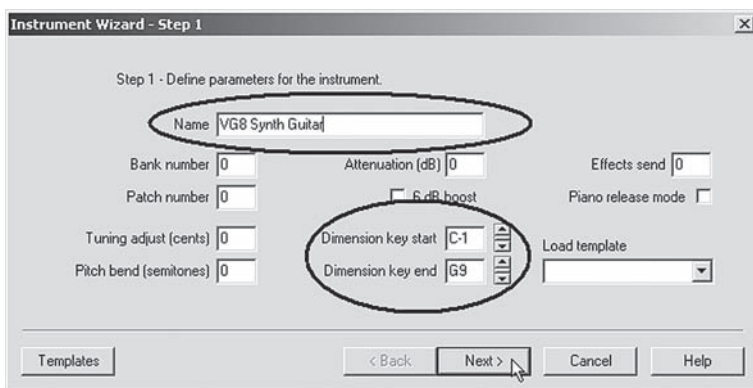 Instrument Wizard - Step 1
Step 1 - Define parameters for the instrument.
Name VG8 Synth Guitar
Bank number 0 Attenuation (dB) 0 Effects send 0
Patch number 0 6 dB boost Piano release mode
Tuning adjust (cents) 0 Dimension key start C-1 Load template
Pitch bend (semitones) 0 Dimension key end G9
Templates < Back Next > Cancel Help